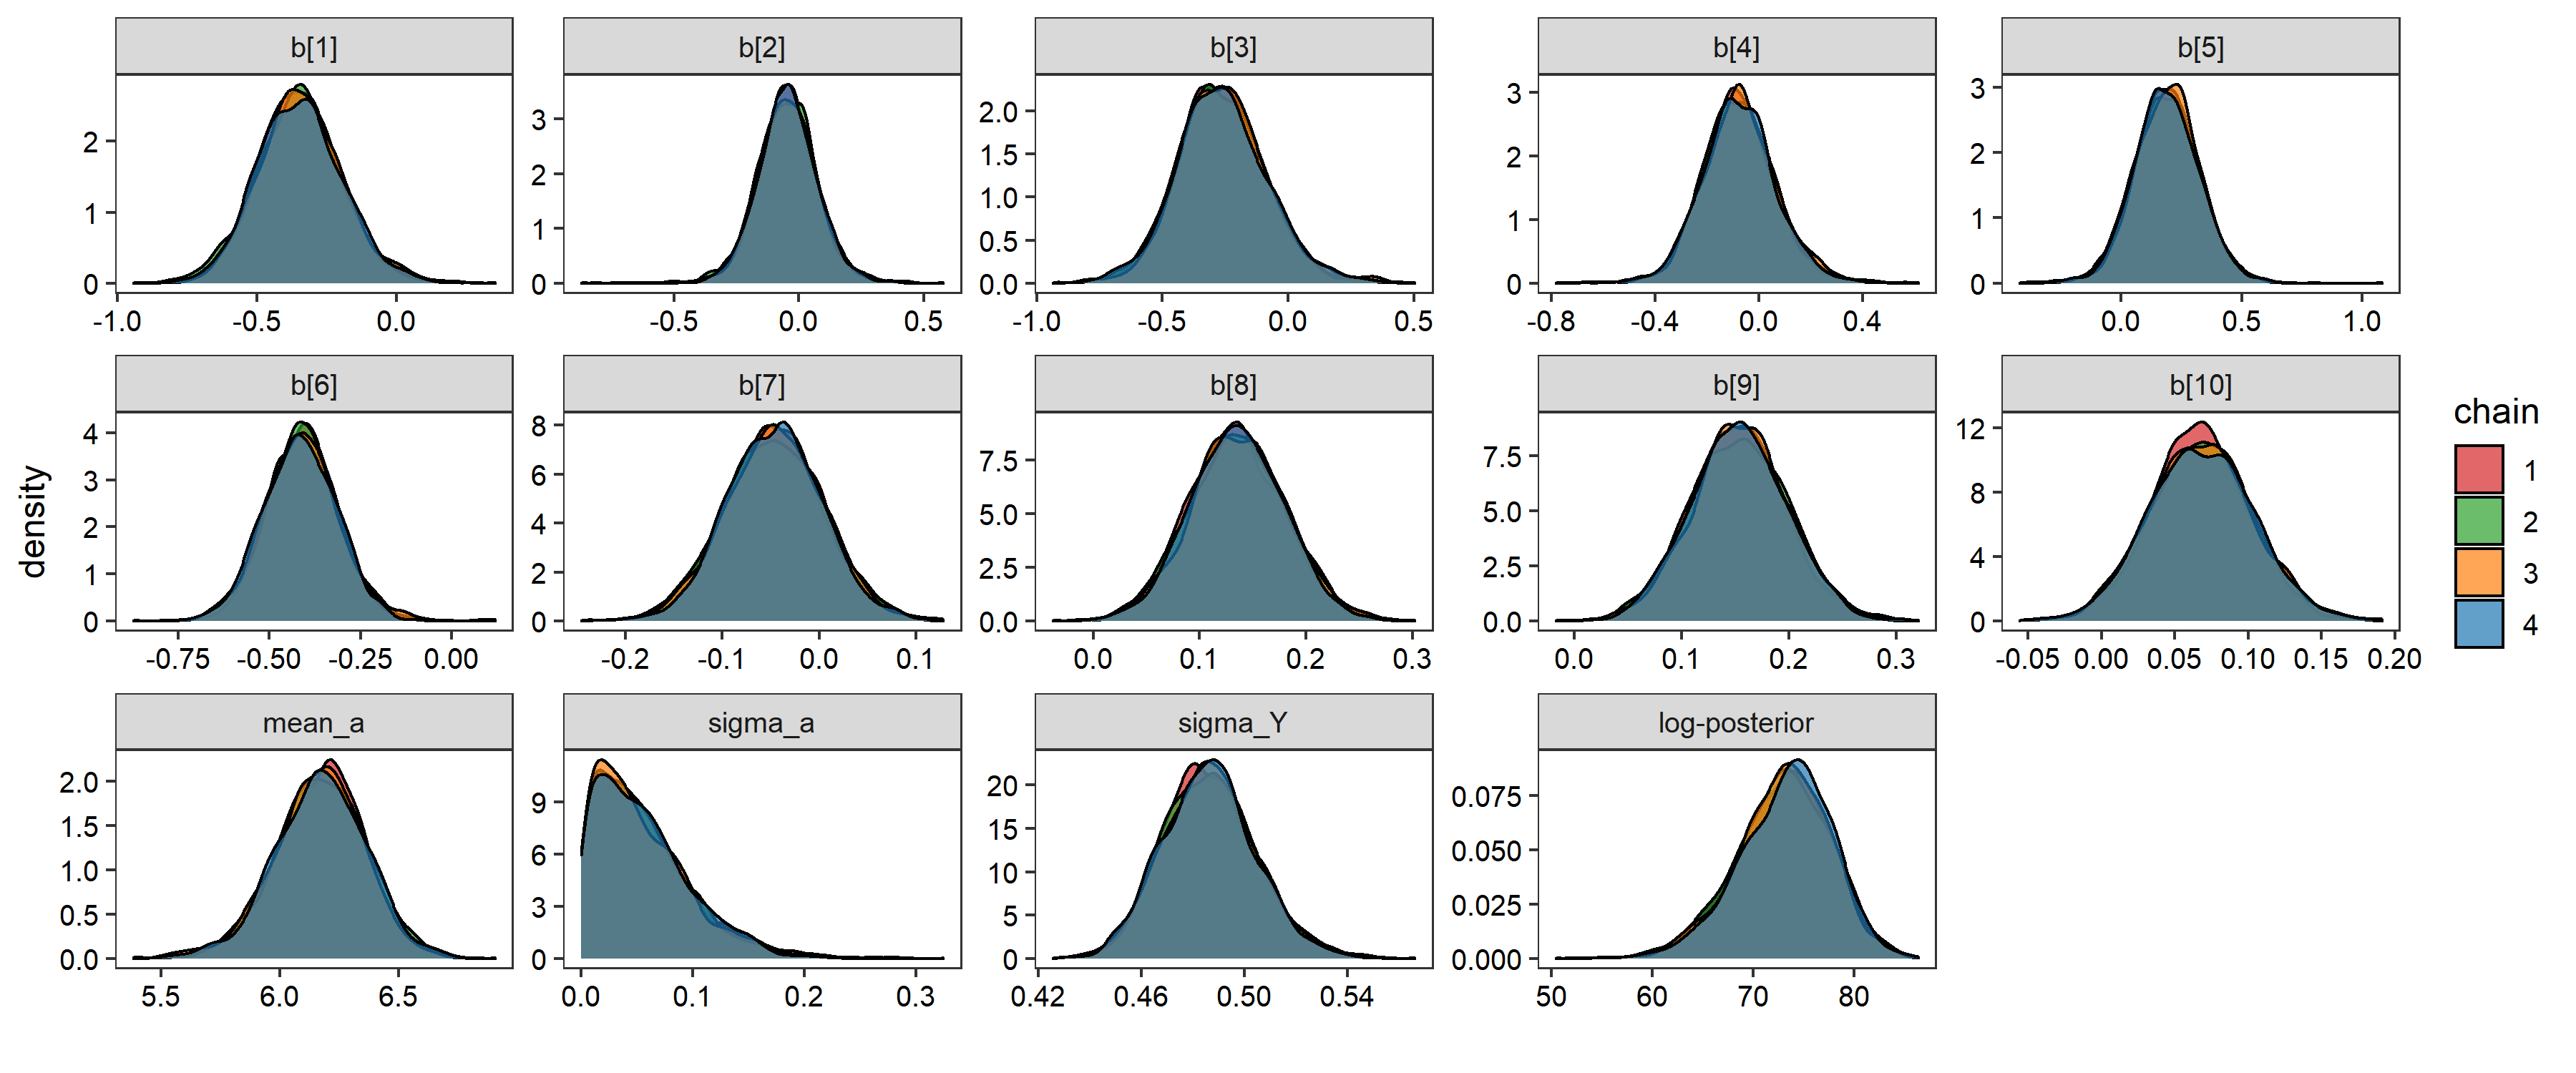 b[1] b[2] b[3] b[4] b[5]
3 2 1 0
2 1 0
2.0 1.5 1.0 0.5 0.0
3 2 1 0
3 2 1 0
-1.0 -0.5 0.0
-0.5 0.0 0.5
-1.0 -0.5 0.0 0.5
-0.8 -0.4 0.0 0.4
0.0 0.5 1.0
b[6] b[7] b[8] b[9] b[10]
4 3 2 1 0
8 6 4 2 0
7.5 5.0 2.5 0.0
7.5 5.0 2.5 0.0
12 8 4 0
-0.75 -0.50 -0.25 0.00
-0.2 -0.1 0.0 0.1
0.0 0.1 0.2 0.3
0.0 0.1 0.2 0.3
-0.05 0.00 0.05 0.10 0.15 0.20
mean_a sigma_a sigma_Y log-posterior
2.0 1.5 1.0 0.5 0.0
9 6 3 0
20 15 10 5 0
0.075 0.050 0.025 0.000
5.5 6.0 6.5
0.0 0.1 0.2 0.3
0.42 0.46 0.50 0.54
50 60 70 80
density
chain
1
2
3
4